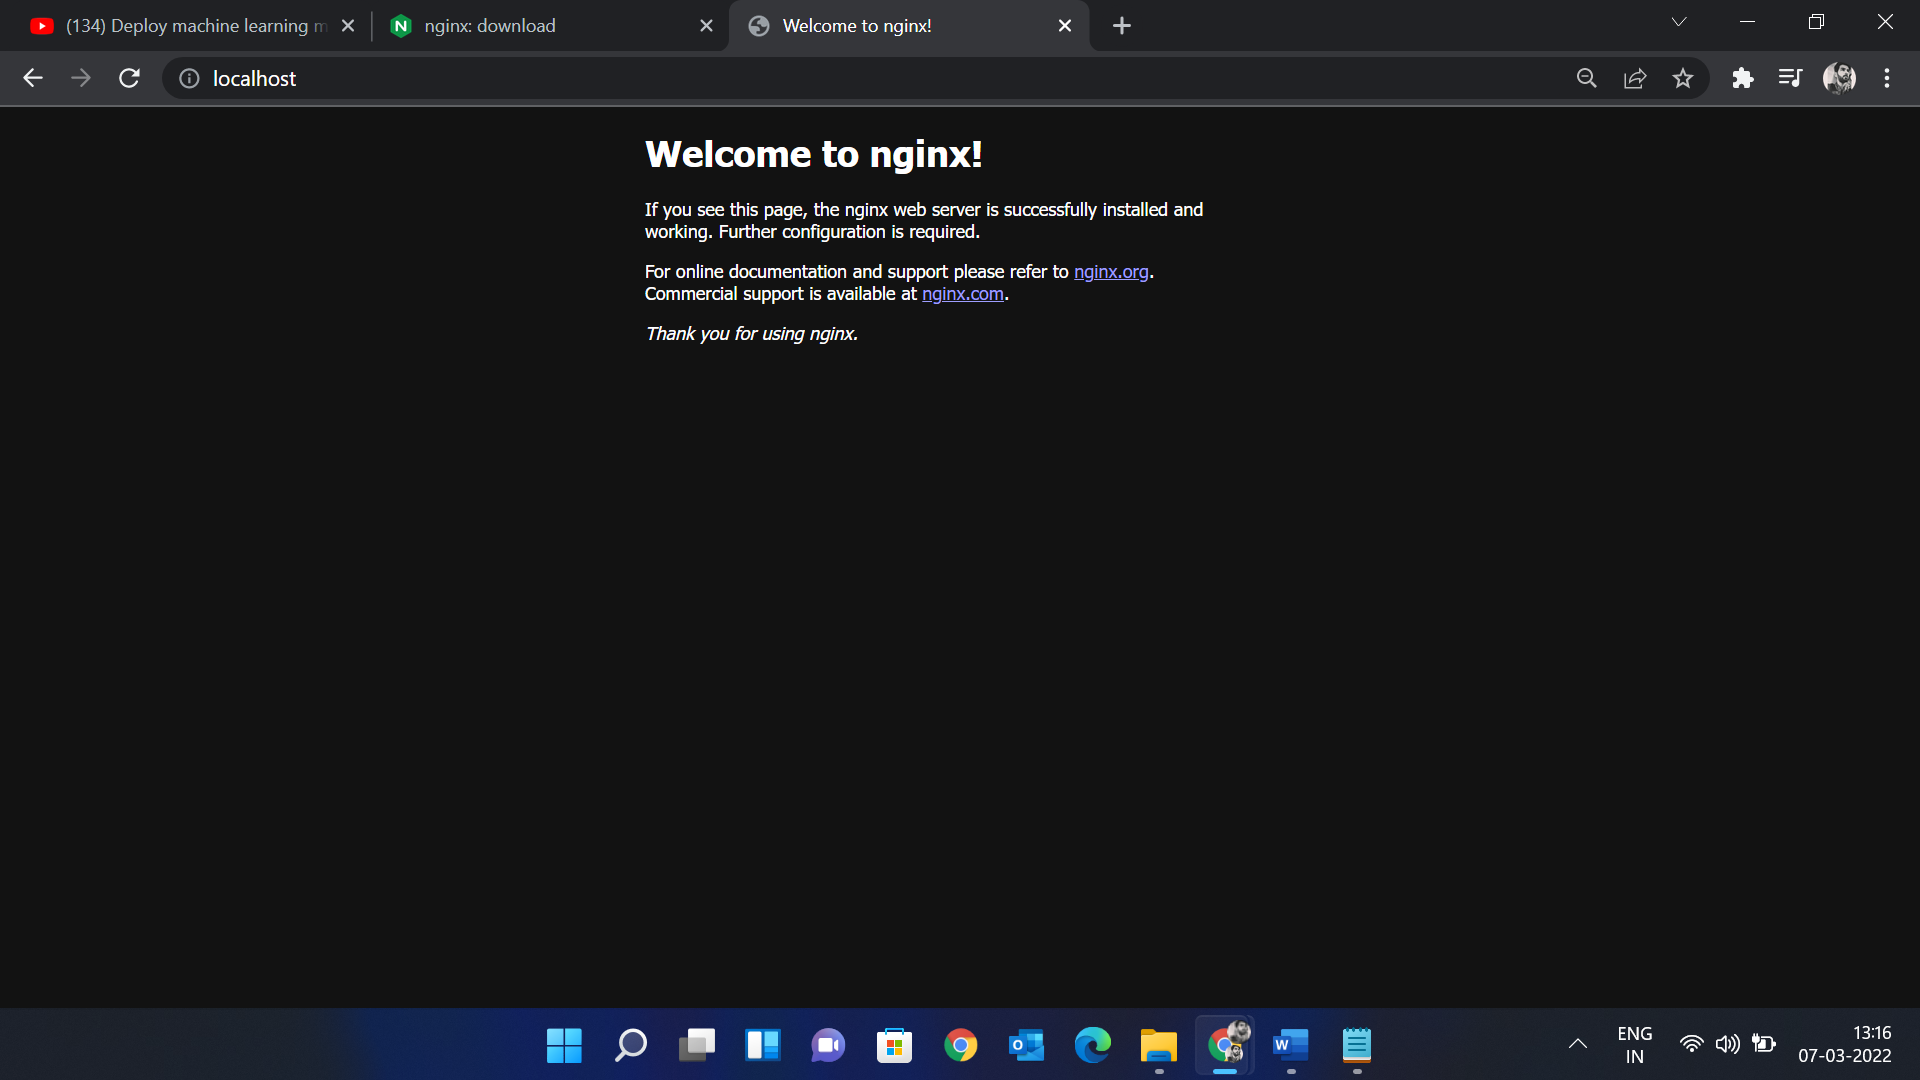 (134) Deploy machine learning m
nginx: download
Welcome to nginx!
localhost
Welcome to nginx!
If you see this page, the nginx web server is successfully installed and
working. Further configuration is required.
For online documentation and support please refer to nginx.org.
Commercial support is available at nginx.com.
Thank you for using nginx.
ENG
IN
13:16
07-03-2022